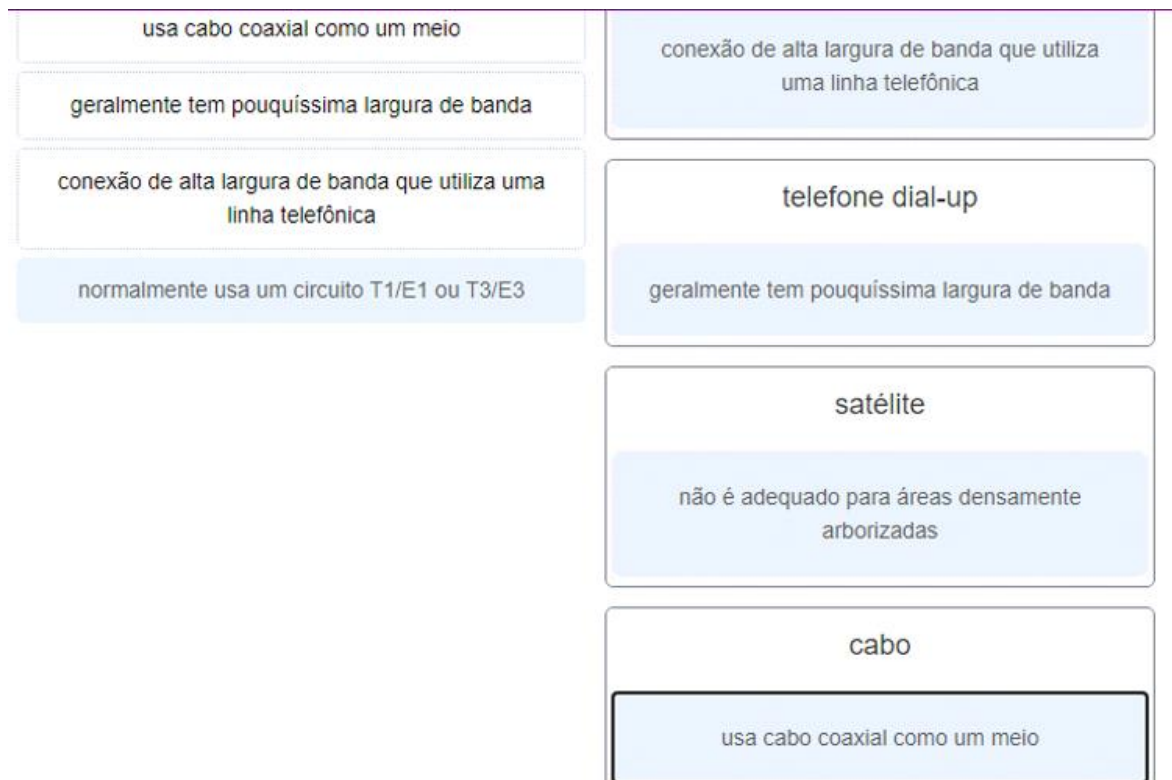 usa cabo coaxial como um meio
geralmente tem pouquíssima largura de banda
conexão de alta largura de banda que utiliza uma
linha telefônica
normalmente usa um circuito T1/E1 ou T3/E3
conexão de alta largura de banda que utiliza
uma linha telefônica
telefone dial-up
geralmente tem pouquíssima largura de banda
satélite
não é adequado para áreas densamente
arborizadas
cabo
usa cabo coaxial como um meio